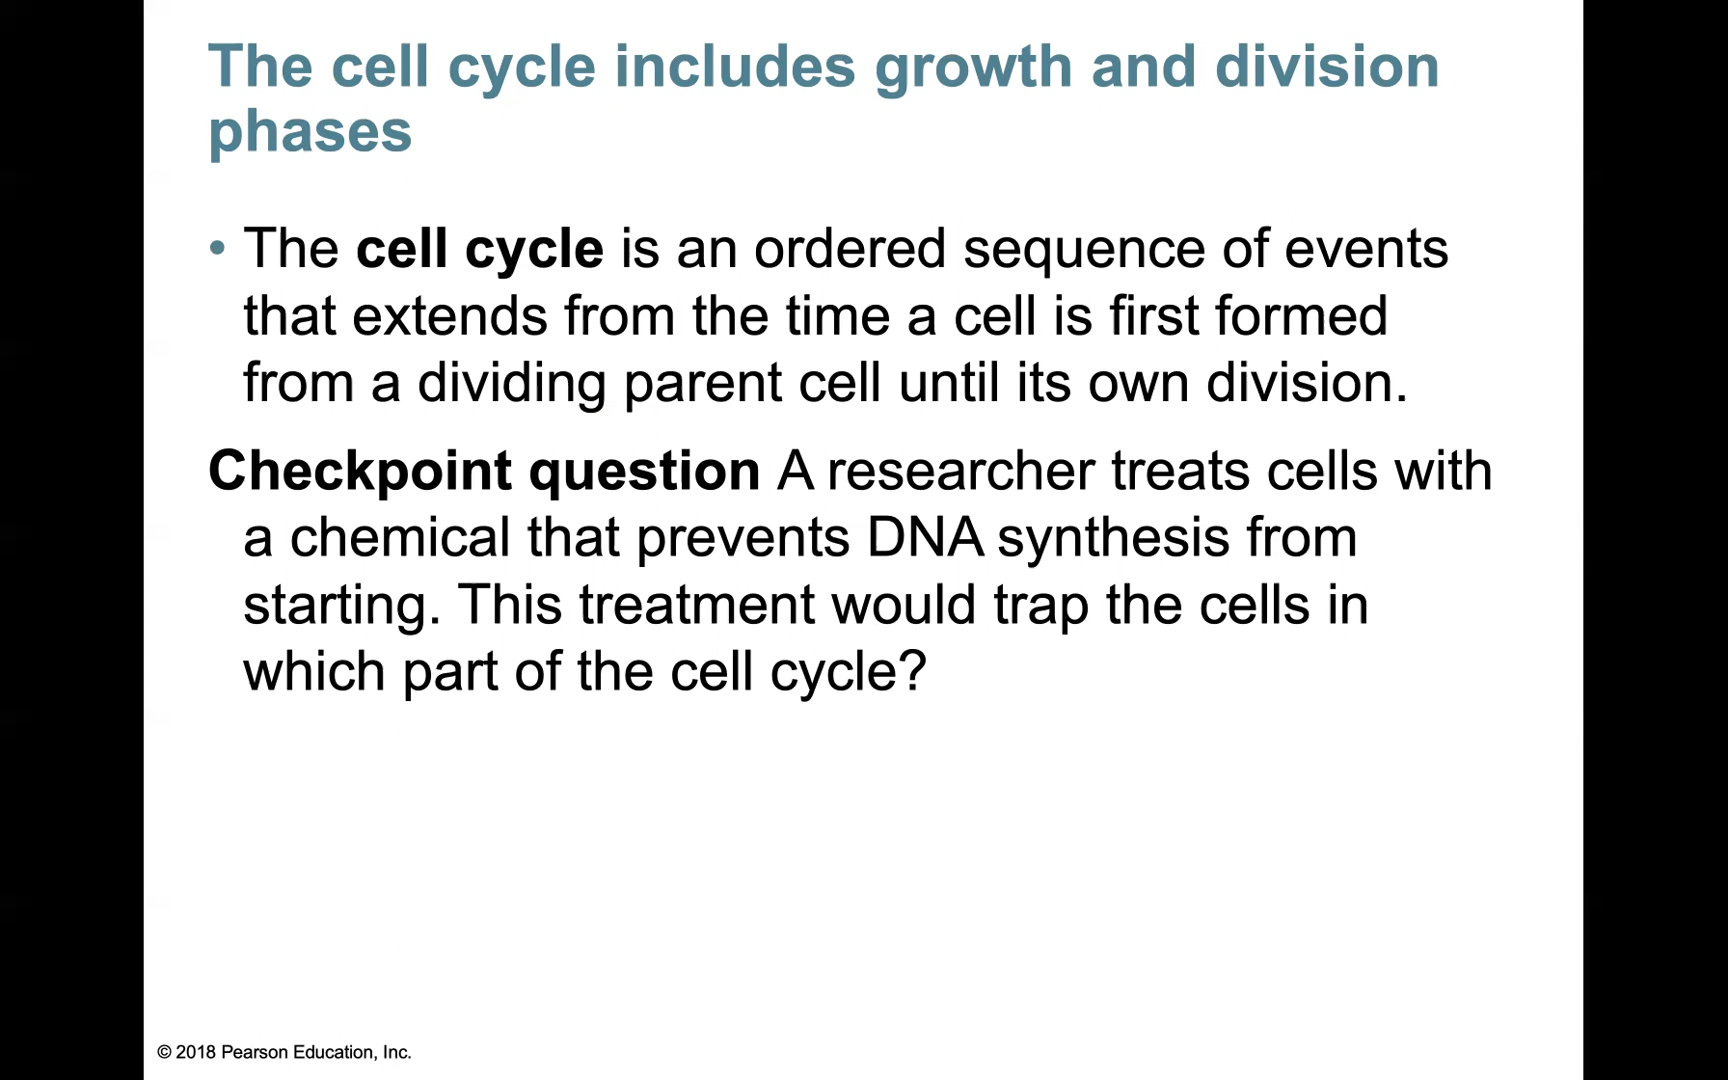 The cell cycle includes growth and division
phases
• The cell cycle is an ordered sequence of events
that extends from the time a cell is first formed
from a dividing parent cell until its own division.
Checkpoint question A researcher treats cells with
a chemical that prevents DNA synthesis from
starting. This treatment would trap the cells in
which part of the cell cycle?
© 2018 Pearson Education, Inc.